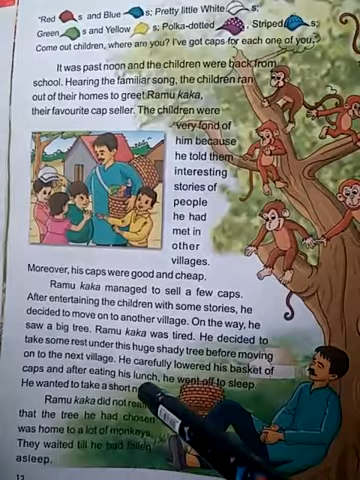 "Red s and Blue s; Pretty little White s;
Green s and Yellow s; Polka-dotted s, Striped s;
Come out children, where are you? I've got caps for each one of you."
It was past noon and the children were back from
school. Hearing the familiar song, the children ran
out of their homes to greet Ramu kaka,
their favourite cap seller. The children were
very fond of
him because
he told them
interesting
stories of
people
he had
met in
other
villages.
Moreover, his caps were good and cheap.
Ramu kaka managed to sell a few caps.
After entertaining the children with some stories, he
decided to move on to another village. On the way, he
saw a big tree. Ramu kaka was tired. He decided to
take some rest under this huge shady tree before moving
on to the next village. He carefully lowered his basket of
caps and after eating his lunch, he went off to sleep.
He wanted to take a short
Ramu kaka did not
that the tree he had chosen
was home to a lot of monkeys.
They waited till he had fallen
asleep.
12